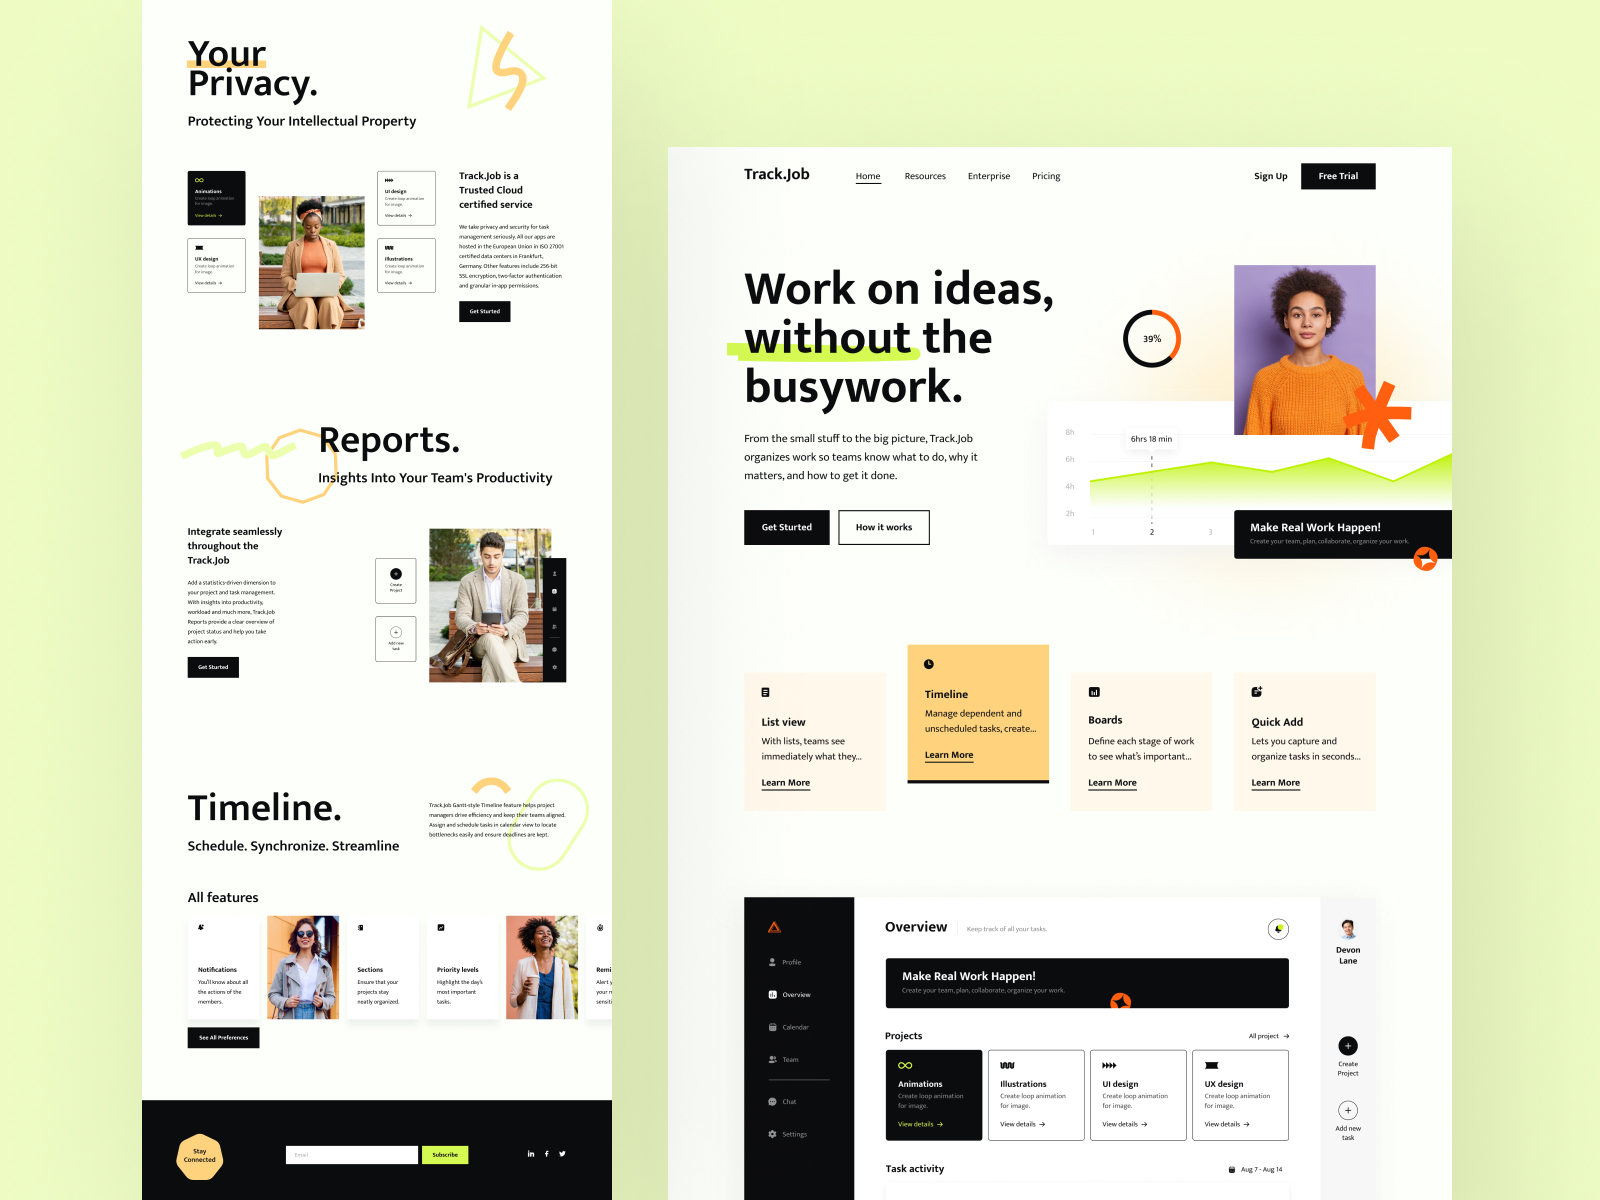 Your
Privacy.
Protecting Your Intellectual Property
Animations
Create loop animation
for image.
View details →
UX design
Create loop animation
for image.
View details →
UI design
Create loop animation
for image.
View details →
Illustrations
Create loop animation
for image.
View details →
Track.Job is a
Trusted Cloud
certified service
We take privacy and security for task
management seriously. All our apps are
hosted in the European Union in ISO 27001
certified data centers in Frankfurt,
Germany. Other features include 256-bit
SSL encryption, two-factor authentication
and granular in-app permissions.
Get Sturted
Reports.
Insights Into Your Team's Productivity
Integrate seamlessly
throughout the
Track.Job
Add a statistics-driven dimension to
your project and task management.
With insights into productivity,
workload and much more, Track.Job
Reports provide a clear overview of
project status and help you take
action early.
Get Sturted
Create
Project
Add new
task
Timeline.
Schedule. Synchronize. Streamline
Track.Job Gantt-style Timeline feature helps project
managers drive efficiency and keep their teams aligned.
Assign and schedule tasks in calendar view to locate
bottlenecks easily and ensure deadlines are kept.
All features
Notifications
You'll know about all
the actions of the
members.
Sections
Ensure that your
projects stay
neatly organized.
Priority levels
Highlight the day's
most important
tasks.
Remi
Alert y
your n
sensiti
See All Preferences
Stay
Connected
Email
Subscribe
Track.Job
Home
Resources
Enterprise
Pricing
Sign Up
Free Trial
Work on ideas,
without the
busywork.
From the small stuff to the big picture, Track.Job
organizes work so teams know what to do, why it
matters, and how to get it done.
Get Sturted
How it works
39%
8h
6h
4h
2h
6hrs 18 min
1
2
3
Make Real Work Happen!
Create your team, plan, collaborate, organize your work.
List view
With lists, teams see
immediately what they...
Learn More
Timeline
Manage dependent and
unscheduled tasks, create...
Learn More
Boards
Define each stage of work
to see what's important...
Learn More
Quick Add
Lets you capture and
organize tasks in seconds...
Learn More
Profile
Overview
Calendar
Team
Chat
Settings
Overview
Keep track of all your tasks.
Make Real Work Happen!
Create your team, plan, collaborate, organize your work.
Projects
All project →
Animations
Create loop animation
for image.
View details →
Illustrations
Create loop animation
for image.
View details →
UI design
Create loop animation
for image.
View details →
UX design
Create loop animation
for image.
View details →
Task activity
Aug 7 - Aug 14
Devon
Lane
Create
Project
Add new
task